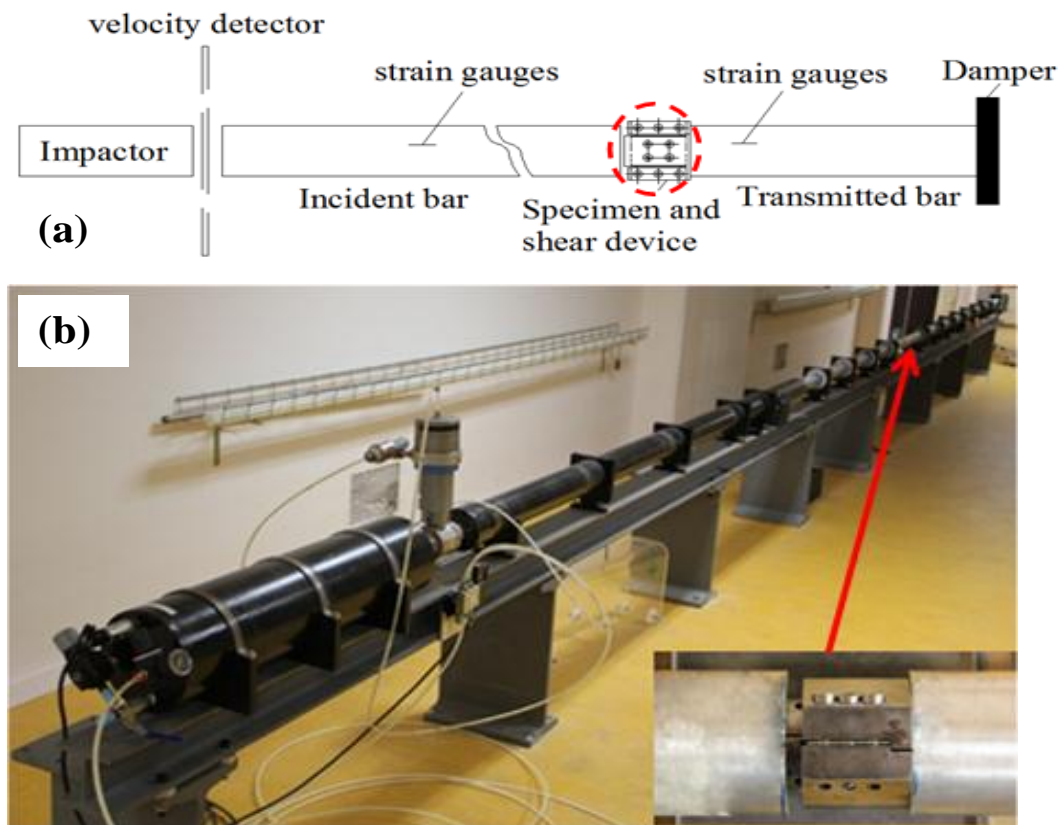 velocity detector
strain gauges
strain gauges
Damper
Impactor
Incident bar
Specimen and
shear device
Transmitted bar
(a)
(b)